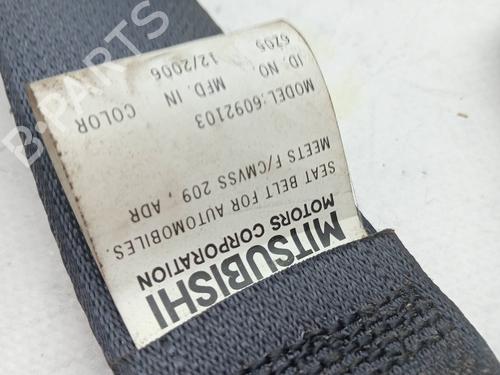 MITSUBISHI
MOTORS CORPORATION
SEAT BELT FOR AUTOMOBILES.
MEETS F/CMVSS 209 , ADR
MODEL:6092103 COLOR
ID. NO. MFD. IN
6205 12/2006
B-PARTS